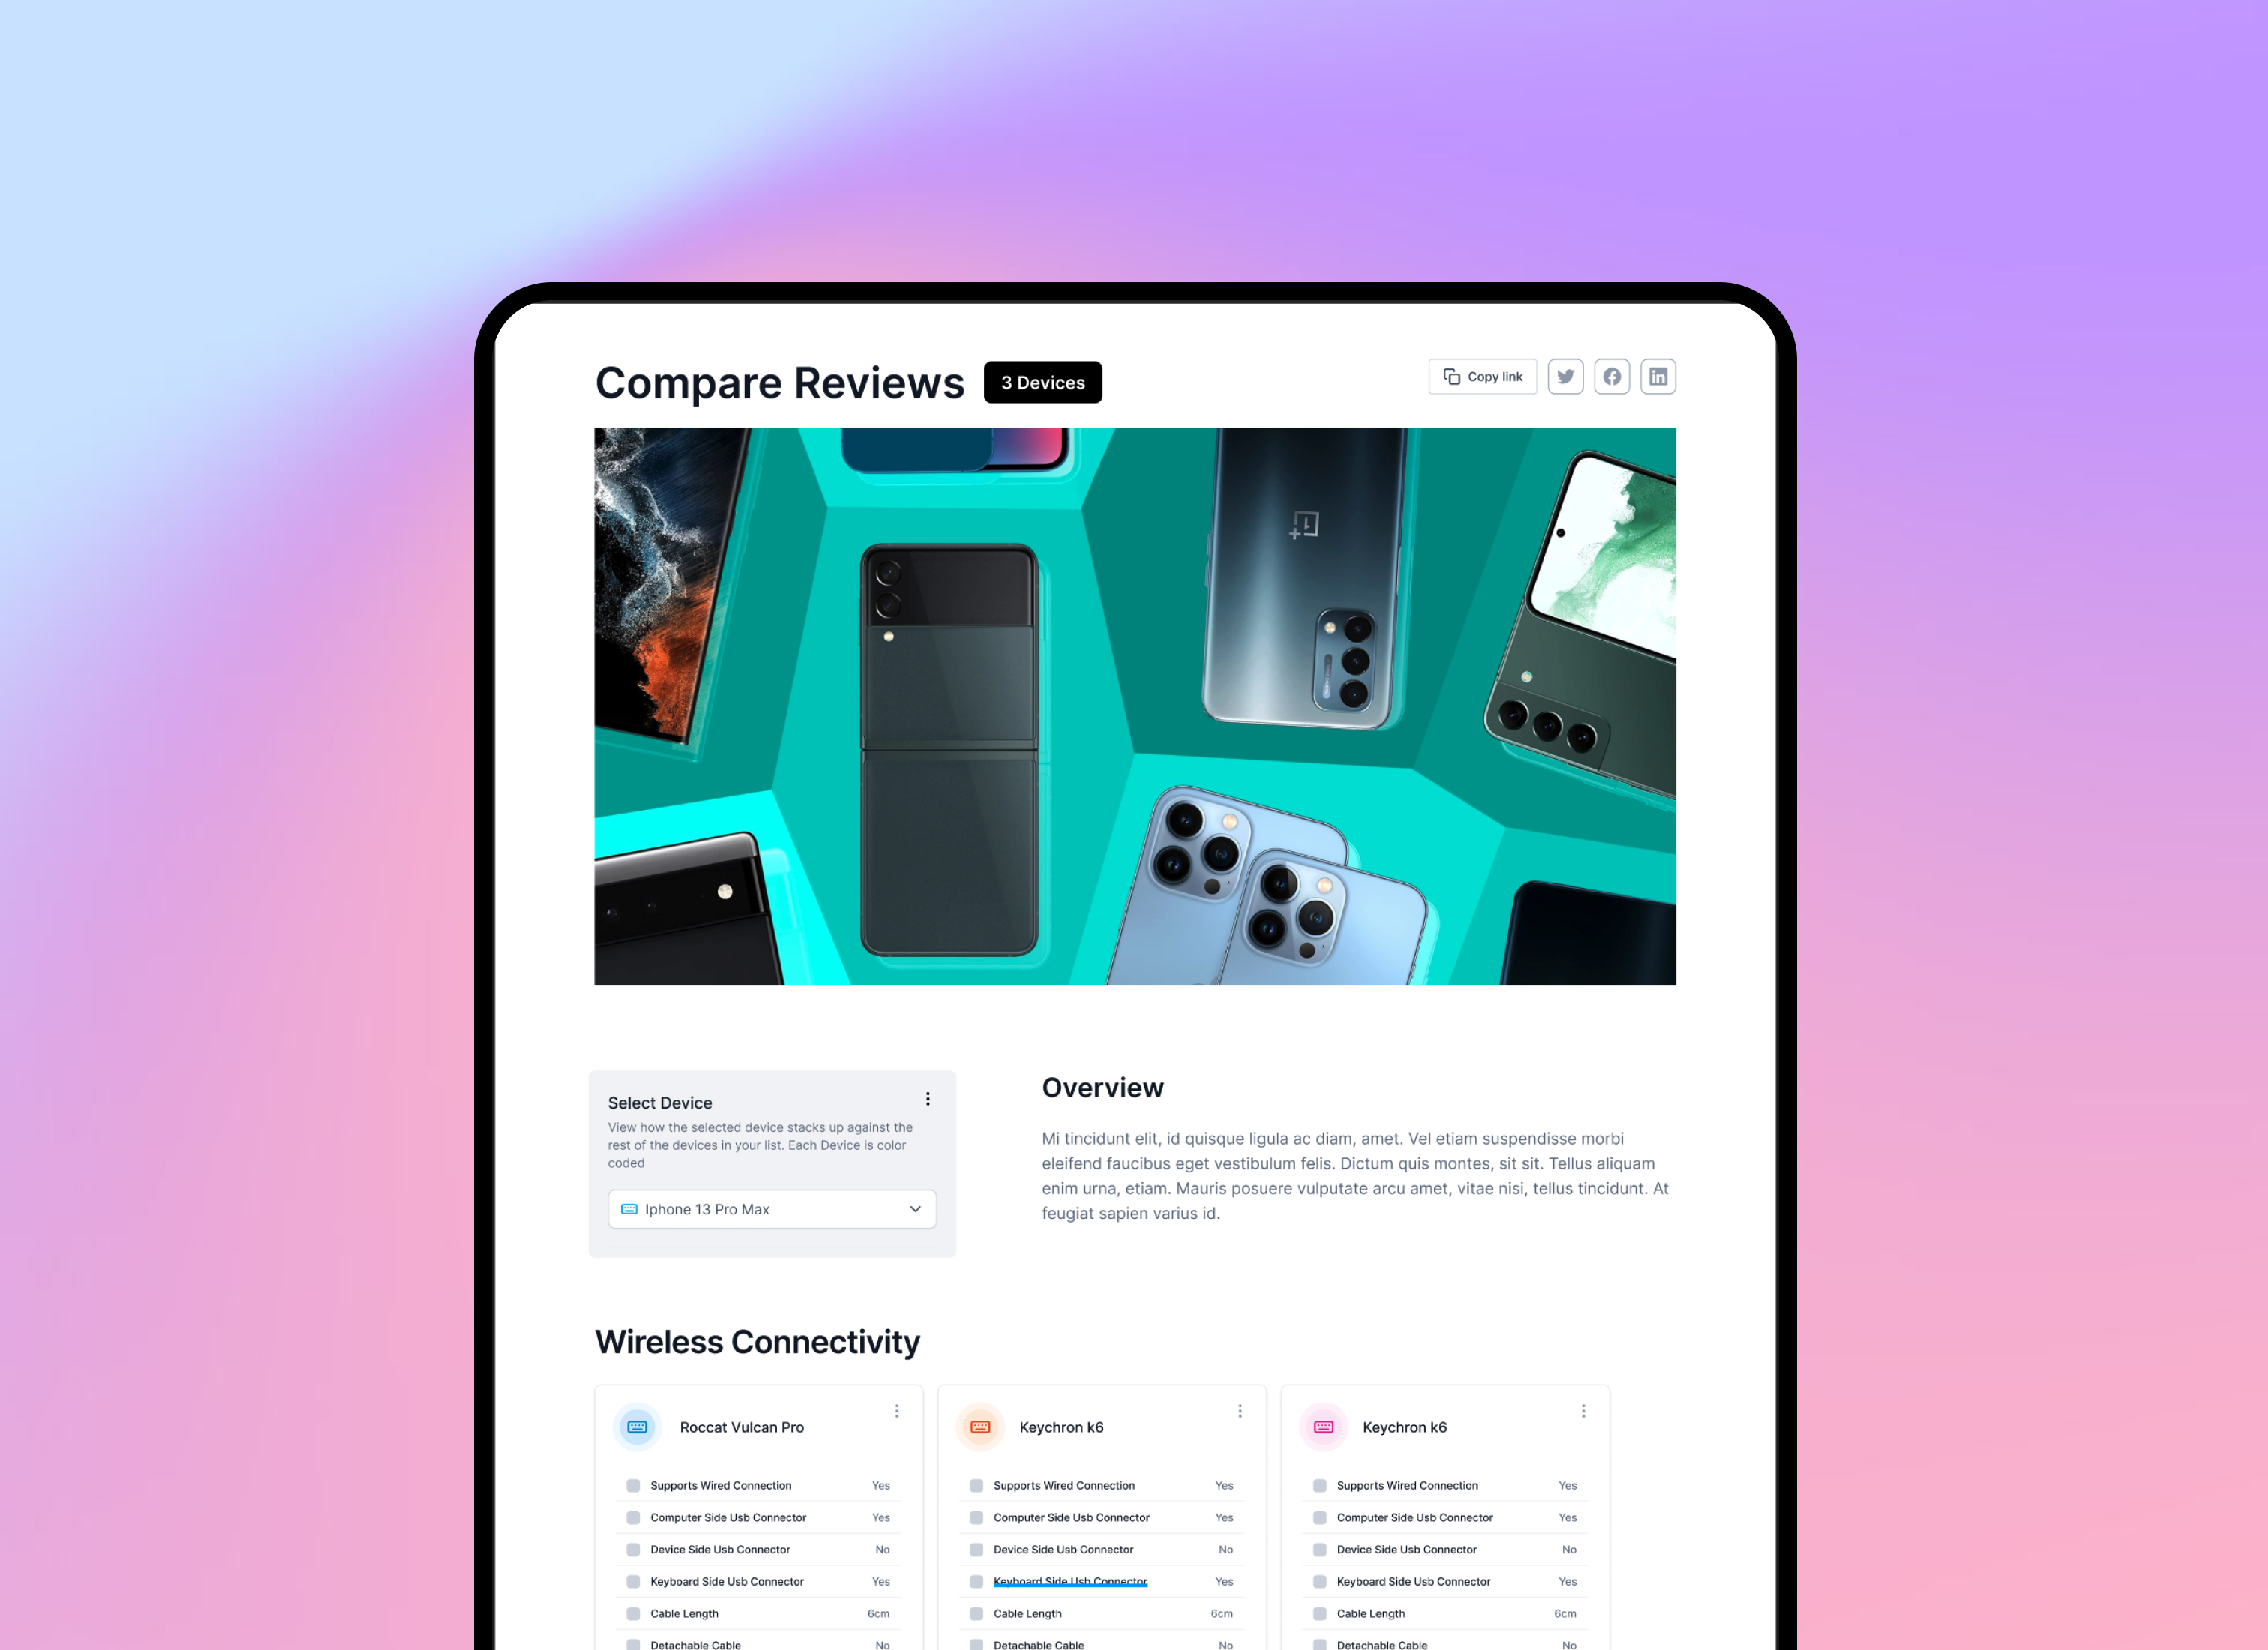 Compare Reviews
3 Devices
Copy link
Select Device
View how the selected device stacks up against the
rest of the devices in your list. Each Device is color
coded
Iphone 13 Pro Max
Overview
Mi tincidunt elit, id quisque ligula ac diam, amet. Vel etiam suspendisse morbi
eleifend faucibus eget vestibulum felis. Dictum quis montes, sit sit. Tellus aliquam
enim urna, etiam. Mauris posuere vulputate arcu amet, vitae nisi, tellus tincidunt. At
feugiat sapien varius id.
Wireless Connectivity
Roccat Vulcan Pro
Supports Wired Connection Yes
Computer Side Usb Connector Yes
Device Side Usb Connector No
Keyboard Side Usb Connector Yes
Cable Length 6cm
Detachable Cable No
Keychron k6
Supports Wired Connection Yes
Computer Side Usb Connector Yes
Device Side Usb Connector No
Keyboard Side Usb Connector Yes
Cable Length 6cm
Detachable Cable No
Keychron k6
Supports Wired Connection Yes
Computer Side Usb Connector Yes
Device Side Usb Connector No
Keyboard Side Usb Connector Yes
Cable Length 6cm
Detachable Cable No